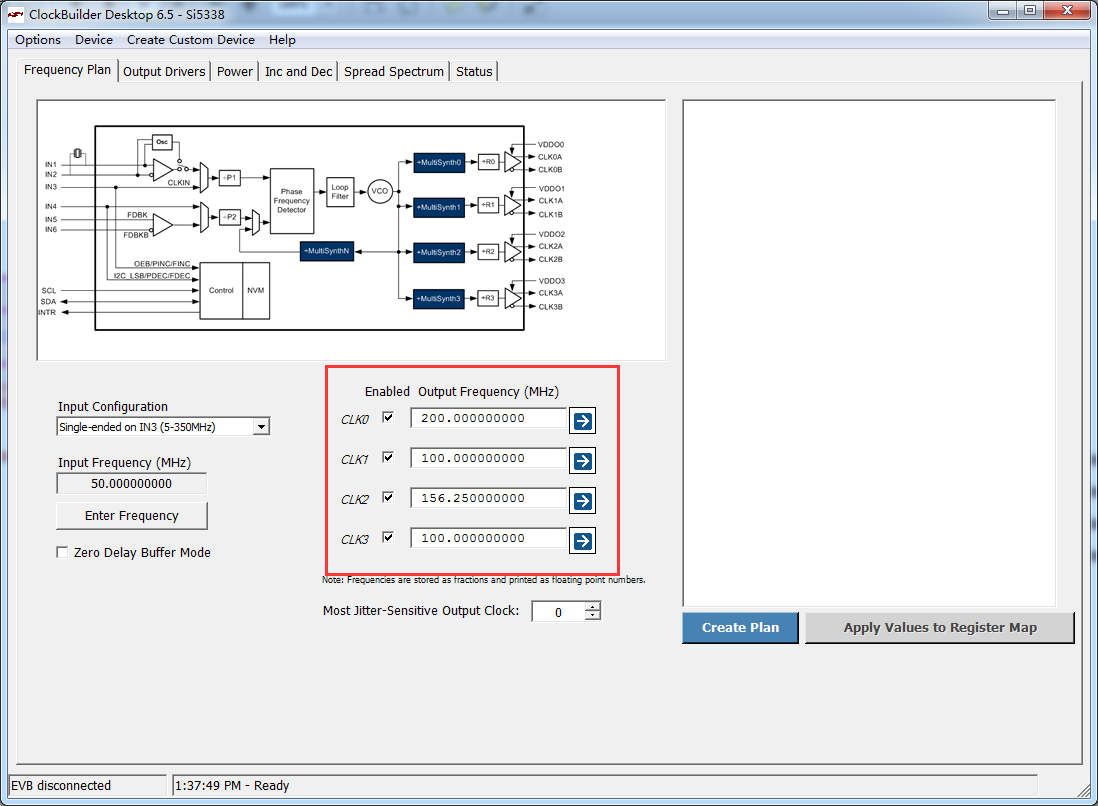 ClockBuilder Desktop 6.5 - Si5338
Options Device Create Custom Device Help
Frequency Plan Output Drivers Power Inc and Dec Spread Spectrum Status
Osc
IN1
IN2
IN3
CLKIN
÷P1
IN4
IN5
IN6
FDBK
FDBKB
÷P2
Phase
Frequency
Detector
Loop
Filter
VCO
÷MultiSynthN
÷MultiSynth0
÷R0
VDDO0
CLK0A
CLK0B
÷MultiSynth1
÷R1
VDDO1
CLK1A
CLK1B
÷MultiSynth2
÷R2
VDDO2
CLK2A
CLK2B
÷MultiSynth3
÷R3
VDDO3
CLK3A
CLK3B
OEB/PINC/FINC
I2C_LSB/PDEC/FDEC
SCL
SDA
INTR
Control
NVM
Input Configuration
Single-ended on IN3 (5-350MHz)
Input Frequency (MHz)
50.000000000
Enter Frequency
Zero Delay Buffer Mode
Enabled Output Frequency (MHz)
CLK0 200.000000000
CLK1 100.000000000
CLK2 156.250000000
CLK3 100.000000000
Note: Frequencies are stored as fractions and printed as floating point numbers.
Most Jitter-Sensitive Output Clock: 0
Create Plan Apply Values to Register Map
EVB disconnected 1:37:49 PM - Ready